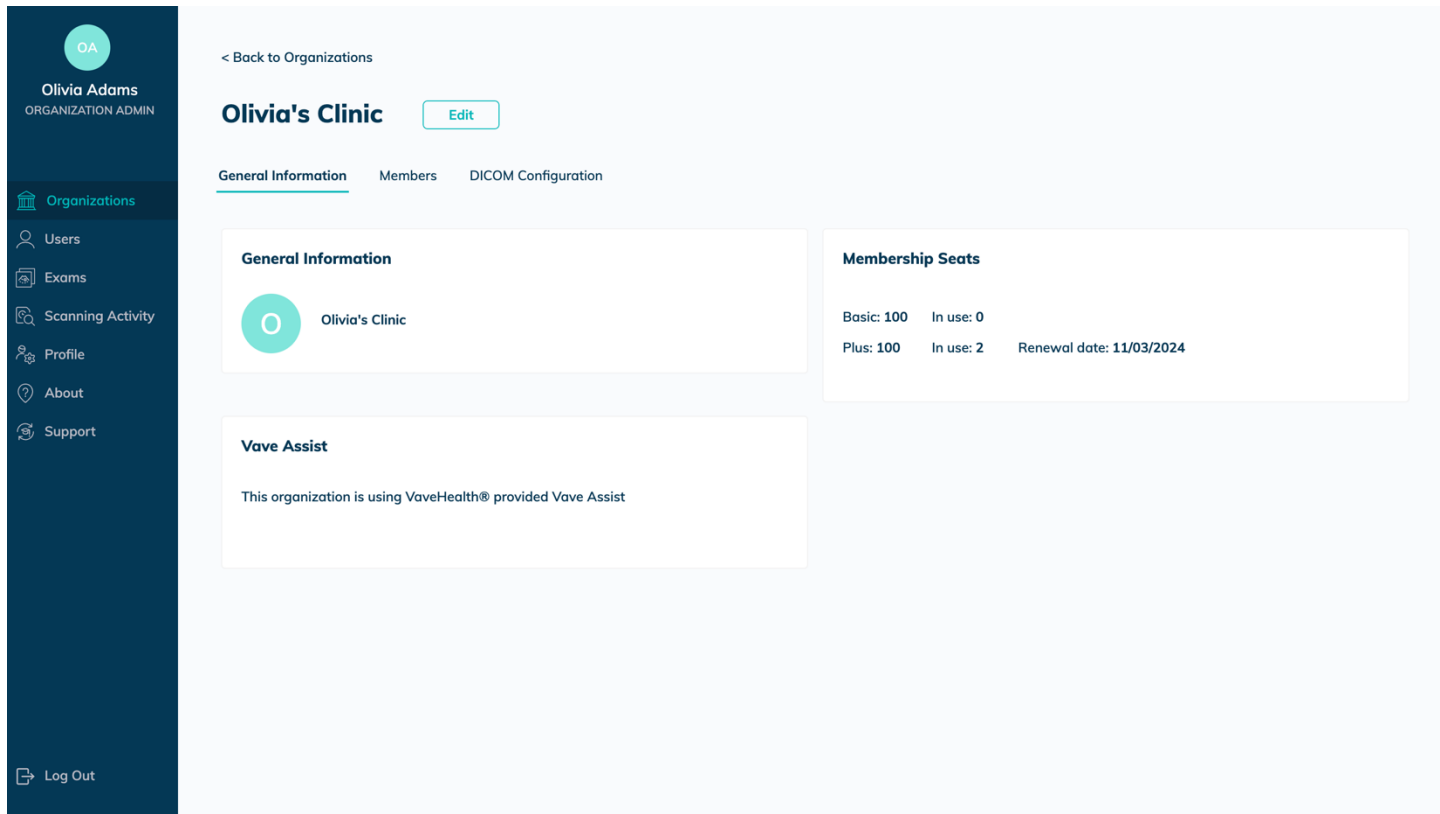 OA
Olivia Adams
ORGANIZATION ADMIN
Organizations
Users
Exams
Scanning Activity
Profile
About
Support
Log Out
< Back to Organizations
Olivia's Clinic
Edit
General Information Members DICOM Configuration
General Information
O
Olivia's Clinic
Membership Seats
Basic: 100 In use: 0
Plus: 100 In use: 2 Renewal date: 11/03/2024
Vave Assist
This organization is using VaveHealth® provided Vave Assist